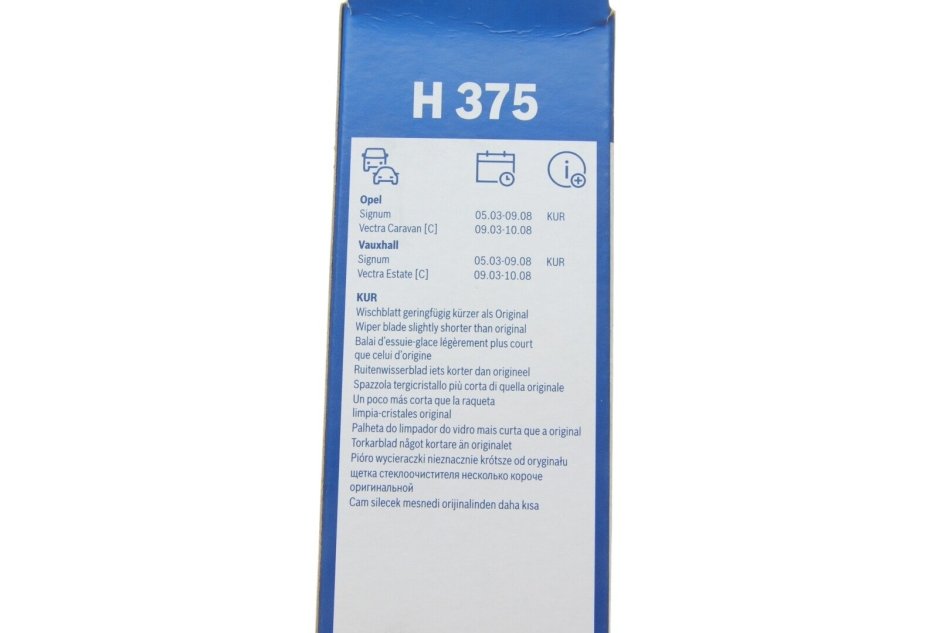 H 375
Opel
Signum 05.03-09.08 KUR
Vectra Caravan [C] 09.03-10.08
Vauxhall
Signum 05.03-09.08 KUR
Vectra Estate [C] 09.03-10.08
KUR
Wischblatt geringfügig kürzer als Original
Wiper blade slightly shorter than original
Balai d'essuie-glace légèrement plus court
que celui d'origine
Ruitenwisserblad iets korter dan origineel
Spazzola tergicristallo più corta di quella originale
Un poco más corta que la raqueta
limpia-cristales original
Palheta do limpador do vidro mais curta que a original
Torkarblad något kortare än originalet
Pióro wycieraczki nieznacznie krótsze od oryginału
щетка стеклоочистителя несколько короче
оригинальной
Cam silecek mesnedi orijinalinden daha kısa